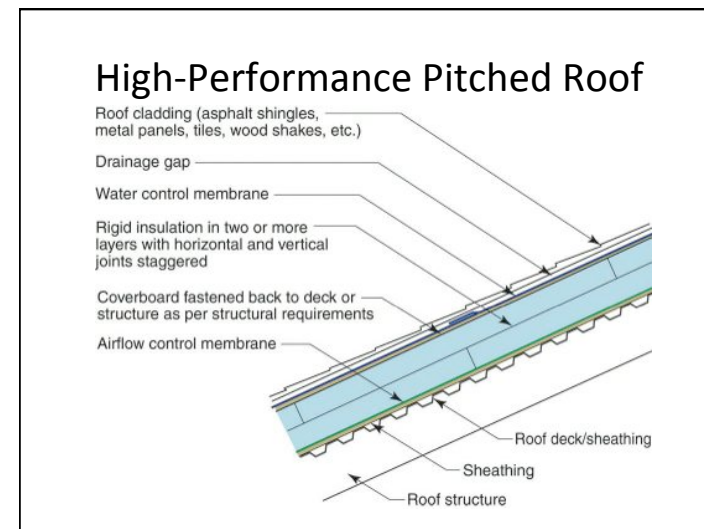 High-Performance Pitched Roof
Roof cladding (asphalt shingles,
metal panels, tiles, wood shakes, etc.)
Drainage gap
Water control membrane
Rigid insulation in two or more
layers with horizontal and vertical
joints staggered
Coverboard fastened back to deck or
structure as per structural requirements
Airflow control membrane
Roof deck/sheathing
Sheathing
Roof structure